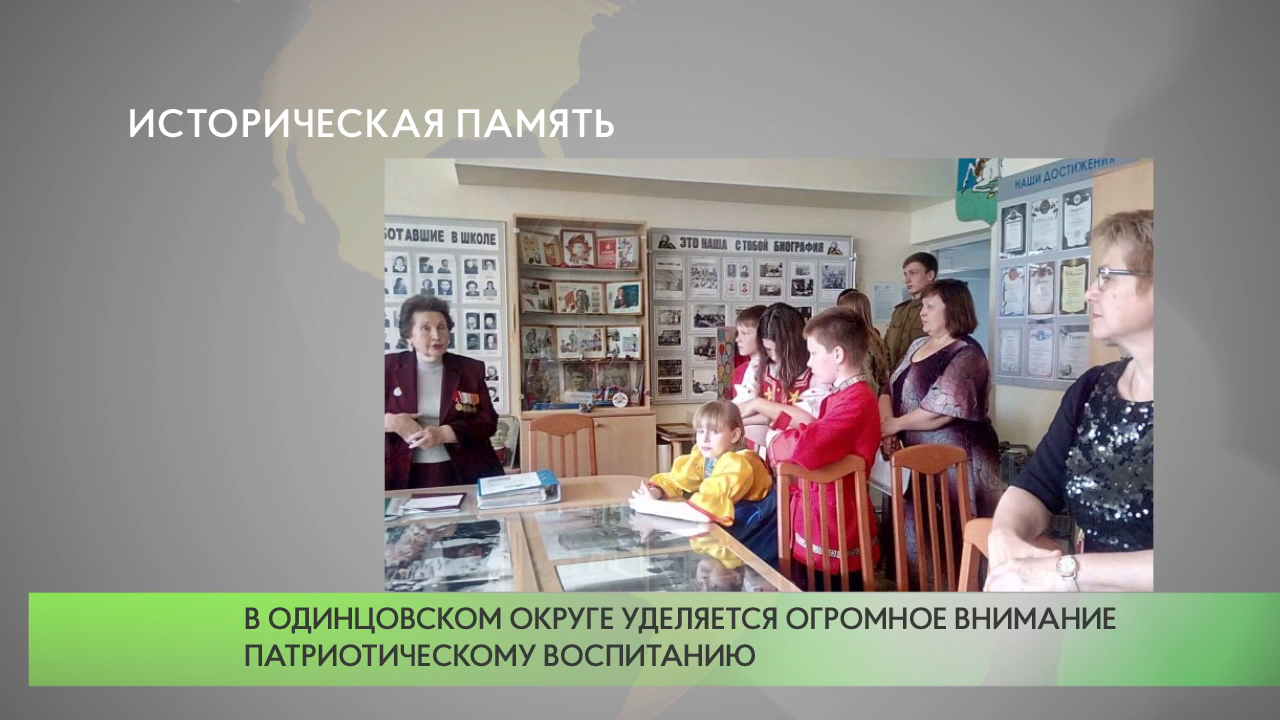 ИСТОРИЧЕСКАЯ ПАМЯТЬ
НАШИ ДОСТИЖЕНИЯ
БОТАВШИЕ В ШКОЛЕ
ЭТО НАША С ТОБОЙ БИОГРАФИЯ
В ОДИНЦОВСКОМ ОКРУГЕ УДЕЛЯЕТСЯ ОГРОМНОЕ ВНИМАНИЕ
ПАТРИОТИЧЕСКОМУ ВОСПИТАНИЮ